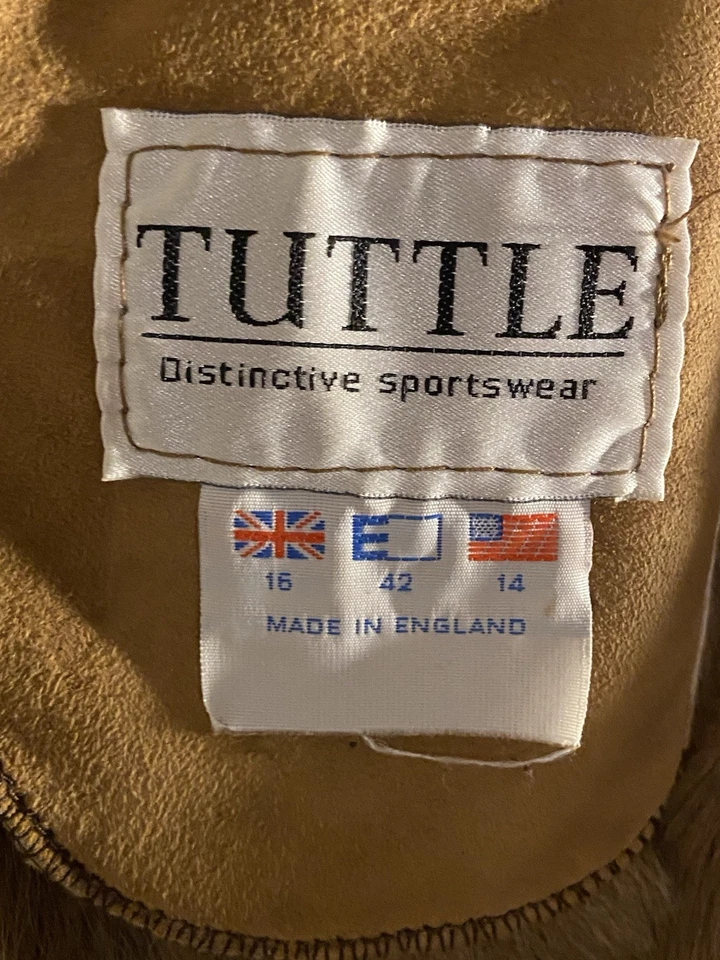 TUTTLE
Distinctive sportswear
E
16 42 14
MADE IN ENGLAND